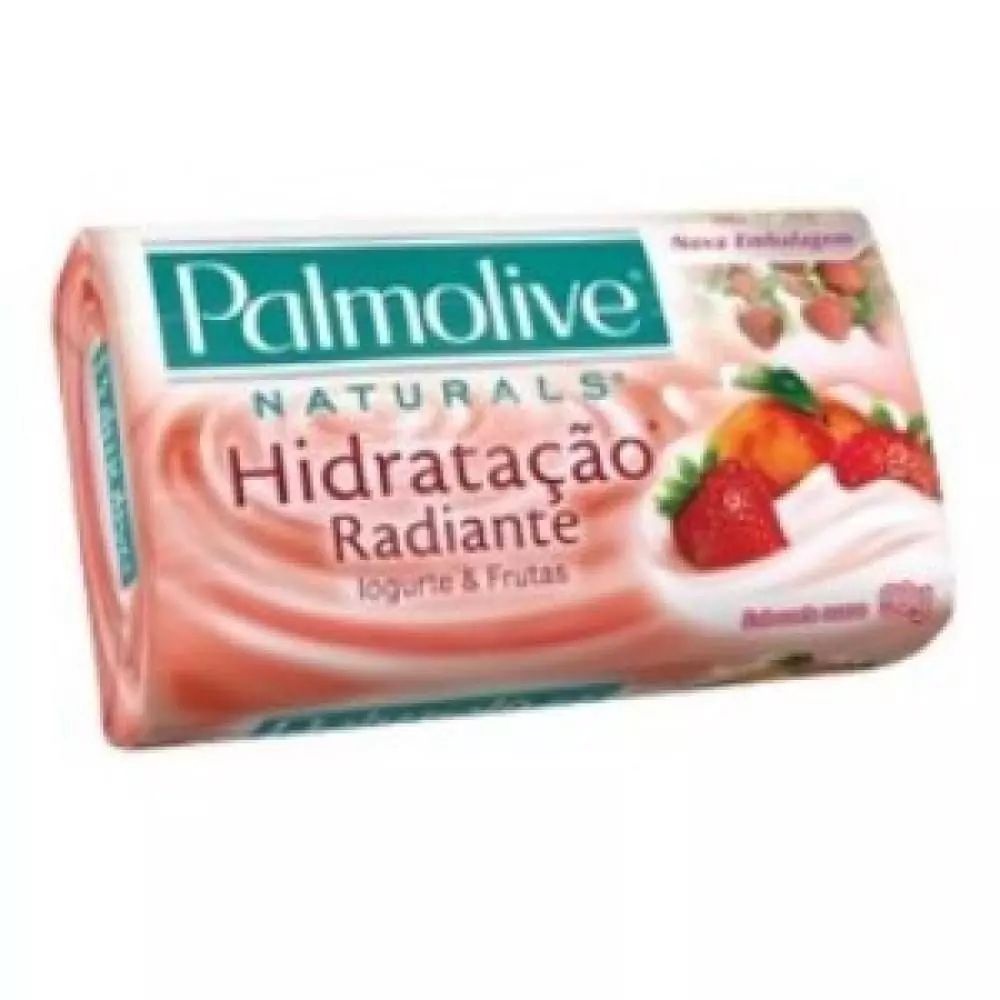 Nova Embalagem
Palmolive®
NATURALS®
Hidratação
Radiante
Iogurte & Frutas